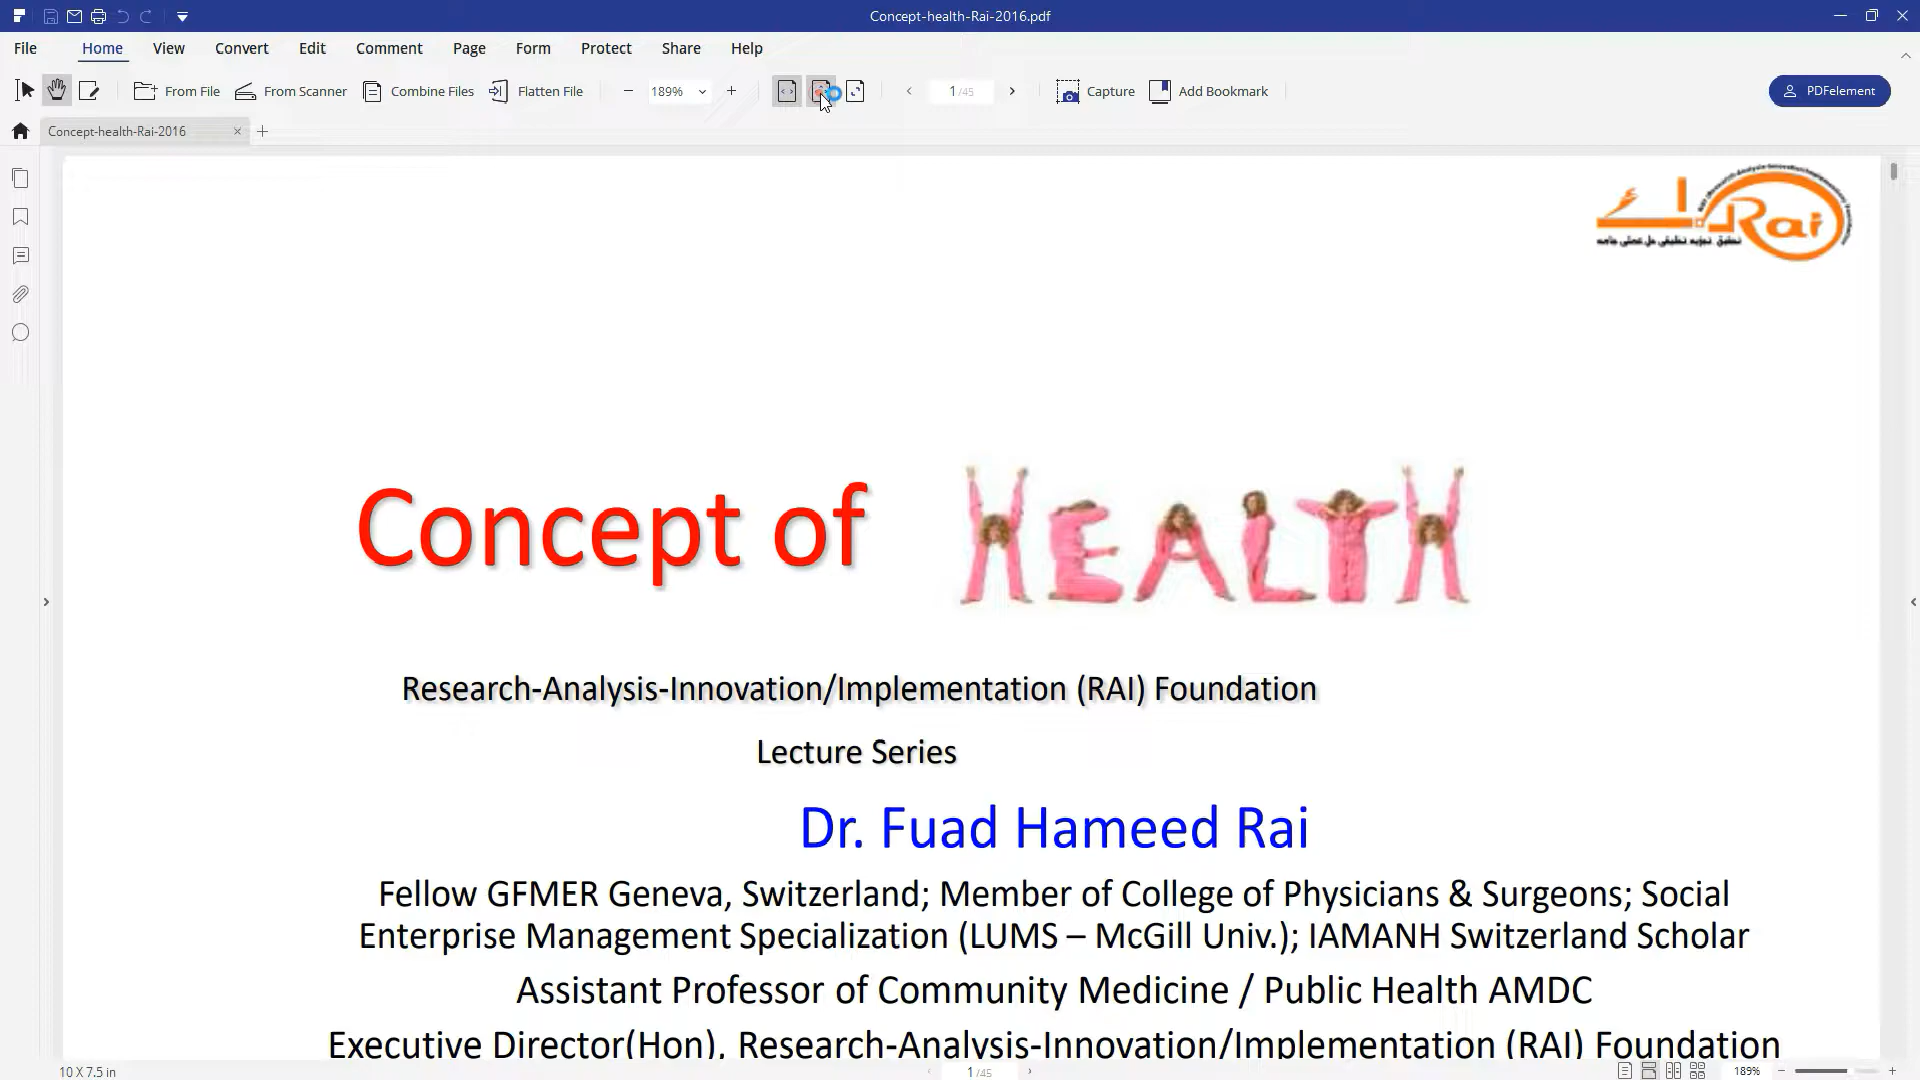 Concept-health-Rai-2016.pdf
File Home View Convert Edit Comment Page Form Protect Share Help
From File From Scanner Combine Files Flatten File 189% 1/45 Capture Add Bookmark PDFelement
Concept-health-Rai-2016
Rai
Concept of HEALTH
Research-Analysis-Innovation/Implementation (RAI) Foundation
Lecture Series
Dr. Fuad Hameed Rai
Fellow GFMER Geneva, Switzerland; Member of College of Physicians & Surgeons; Social
Enterprise Management Specialization (LUMS – McGill Univ.); IAMANH Switzerland Scholar
Assistant Professor of Community Medicine / Public Health AMDC
Executive Director(Hon), Research-Analysis-Innovation/Implementation (RAI) Foundation
10 X 7.5 in 1/45 189%